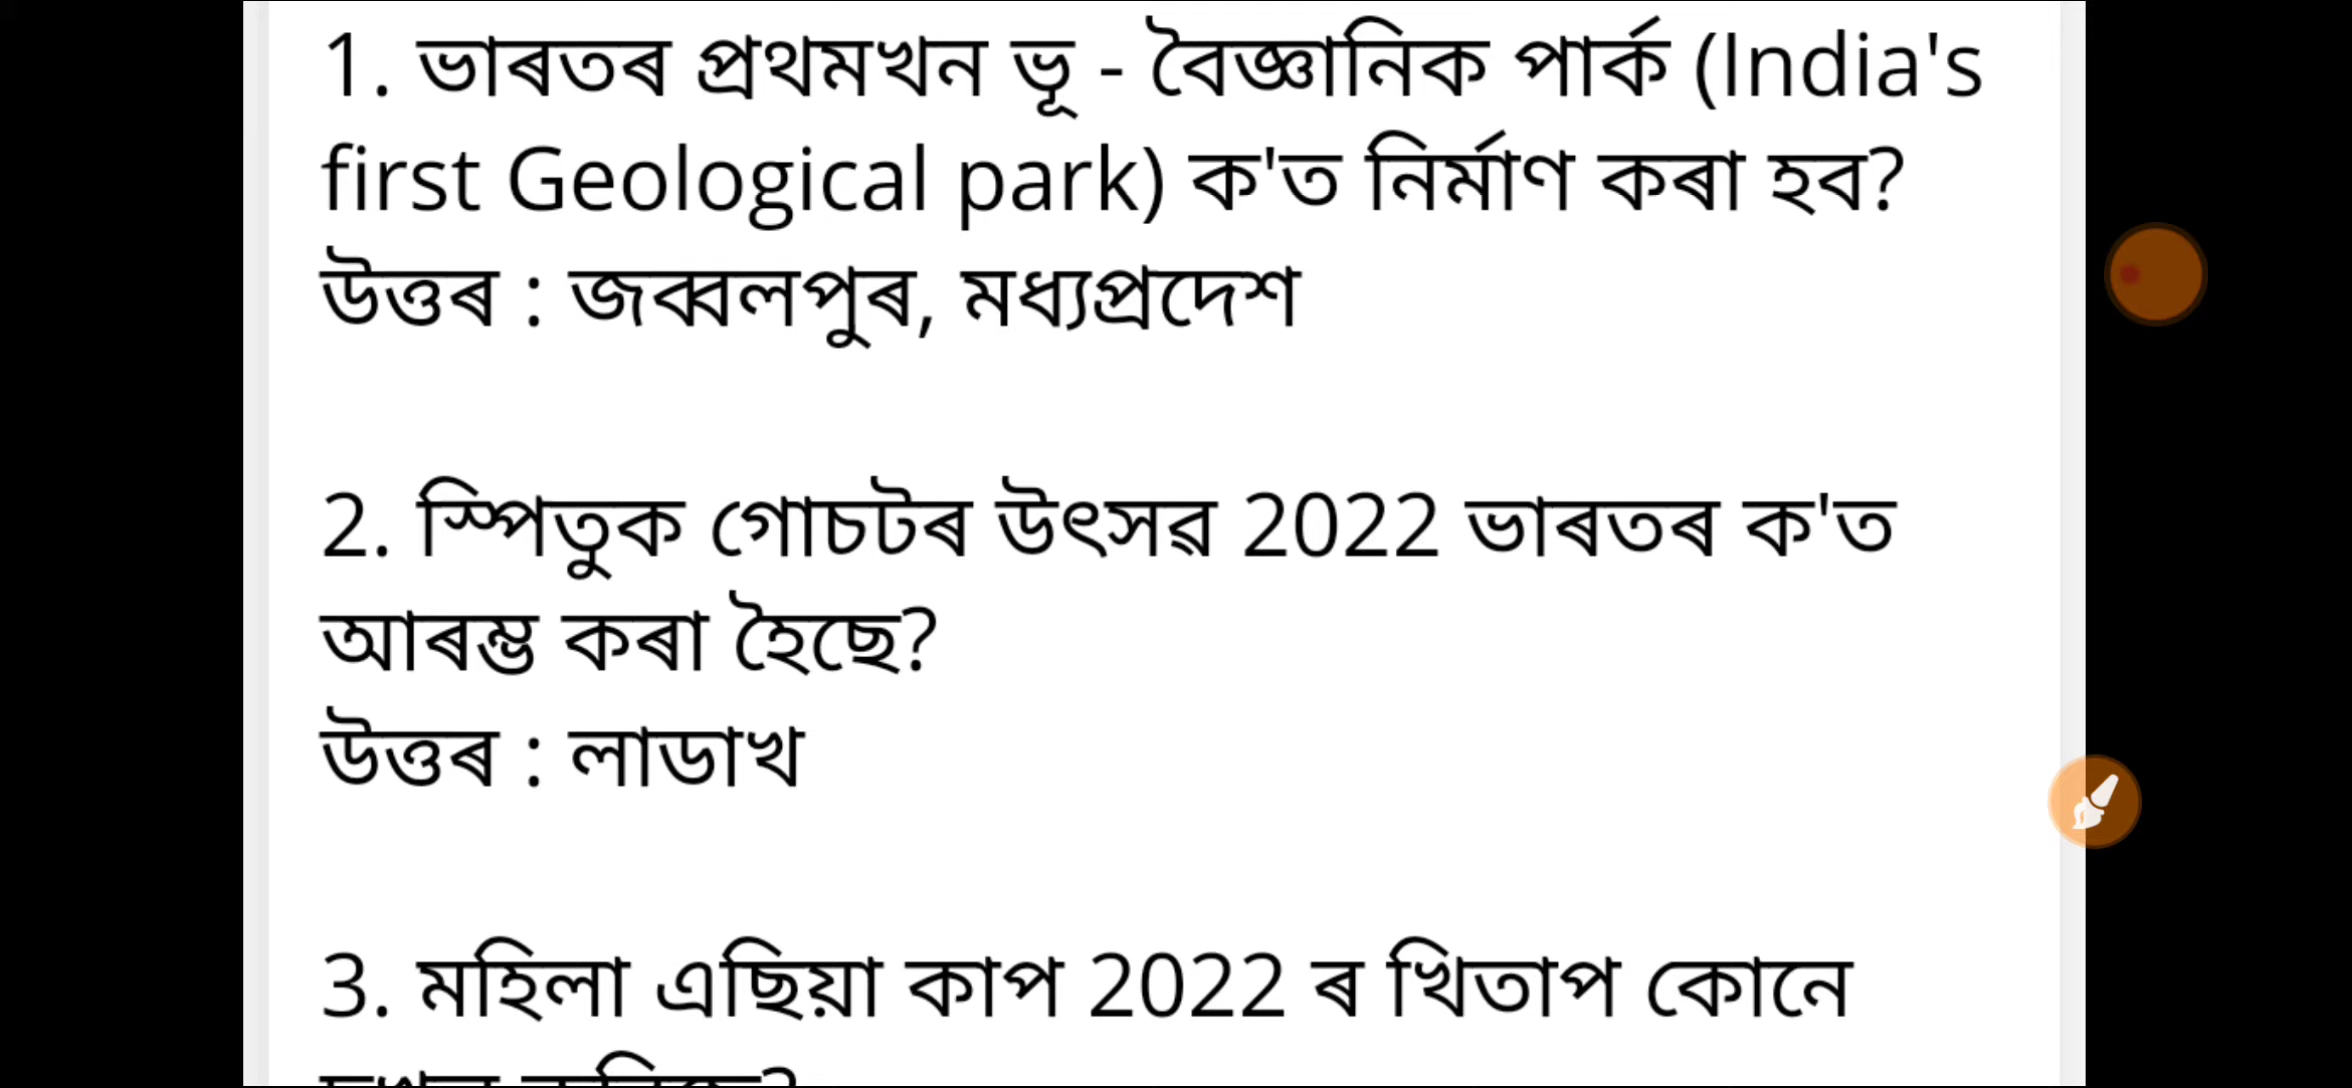 1. ভাৰতৰ প্ৰথমখন ভূ - বৈজ্ঞানিক পাৰ্ক (India's
first Geological park) ক'ত নিৰ্মাণ কৰা হব?
উত্তৰ : জব্বলপুৰ, মধ্যপ্ৰদেশ
2. স্পিতুক গোচটৰ উৎসৱ 2022 ভাৰতৰ ক'ত
আৰম্ভ কৰা হৈছে?
উত্তৰ : লাডাখ
3. মহিলা এছিয়া কাপ 2022 ৰ খিতাপ কোনে